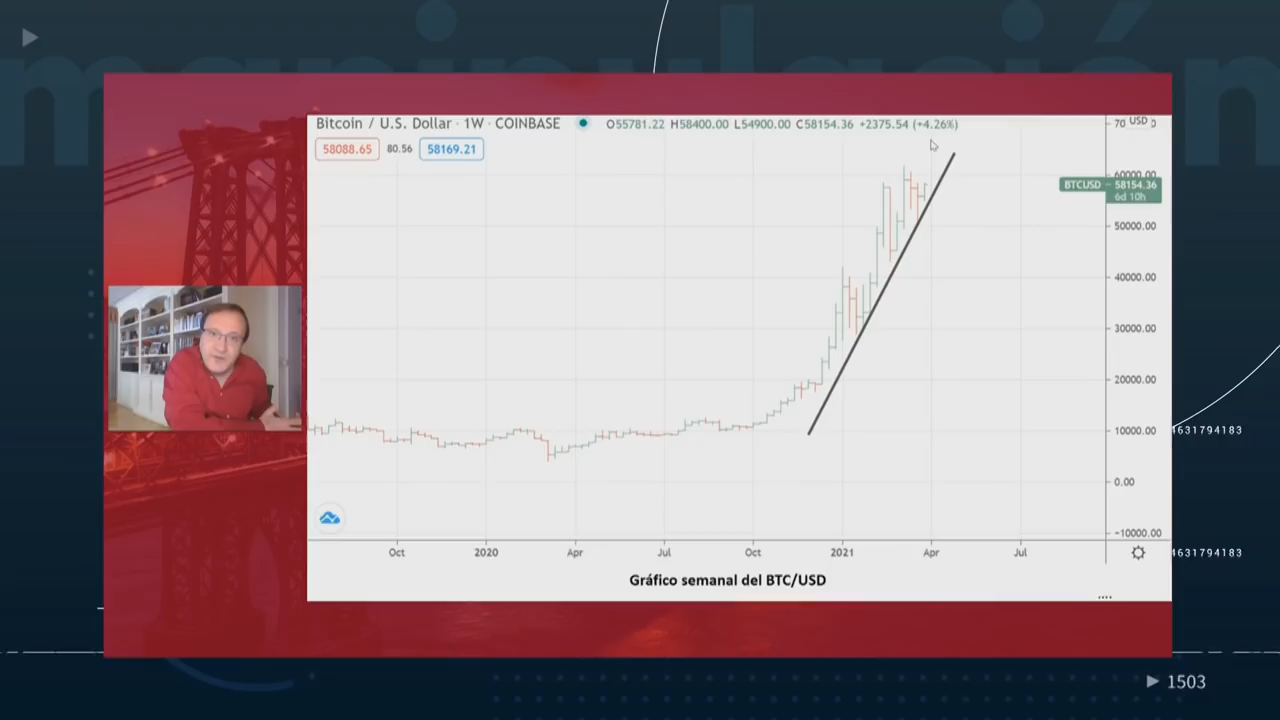 manipulación
Bitcoin / U.S. Dollar · 1W · COINBASE
O55781.22 H58400.00 L54900.00 C58154.36 +2375.54 (+4.26%)
58088.65 80.56 58169.21
70
USD
60000.00
BTCUSD 58154.36
6d 10h
50000.00
40000.00
30000.00
20000.00
10000.00
0.00
-10000.00
Oct 2020 Apr Jul Oct 2021 Apr Jul
Gráfico semanal del BTC/USD
4631794183
4631794183
1503